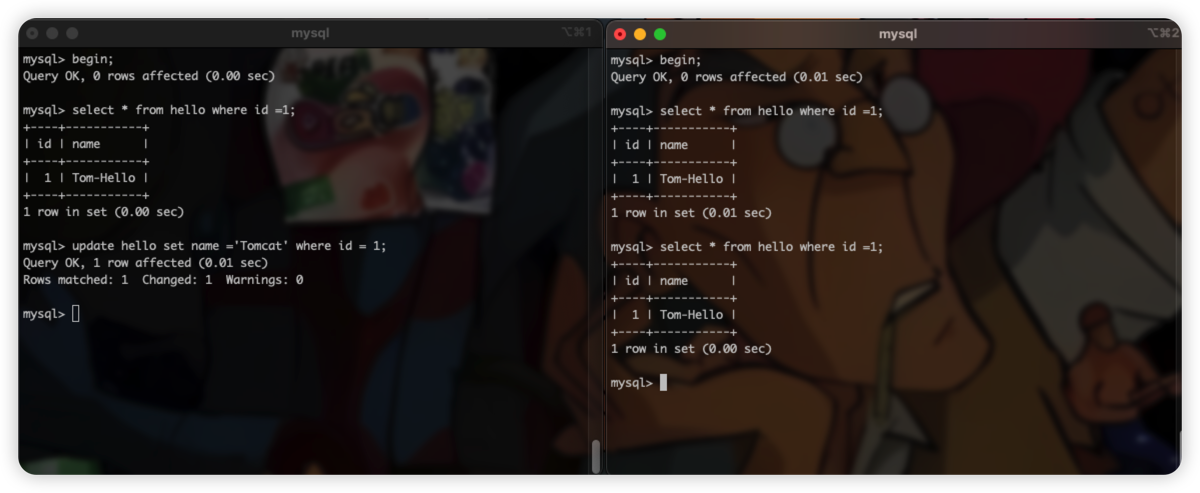 mysql
⌥⌘1
mysql> begin;
Query OK, 0 rows affected (0.00 sec)
mysql> select * from hello where id =1;
+----+-----------+
| id | name      |
+----+-----------+
|  1 | Tom-Hello |
+----+-----------+
1 row in set (0.00 sec)
mysql> update hello set name ='Tomcat' where id = 1;
Query OK, 1 row affected (0.01 sec)
Rows matched: 1  Changed: 1  Warnings: 0
mysql>
mysql
⌥⌘2
mysql> begin;
Query OK, 0 rows affected (0.01 sec)
mysql> select * from hello where id =1;
+----+-----------+
| id | name      |
+----+-----------+
|  1 | Tom-Hello |
+----+-----------+
1 row in set (0.01 sec)
mysql> select * from hello where id =1;
+----+-----------+
| id | name      |
+----+-----------+
|  1 | Tom-Hello |
+----+-----------+
1 row in set (0.00 sec)
mysql>